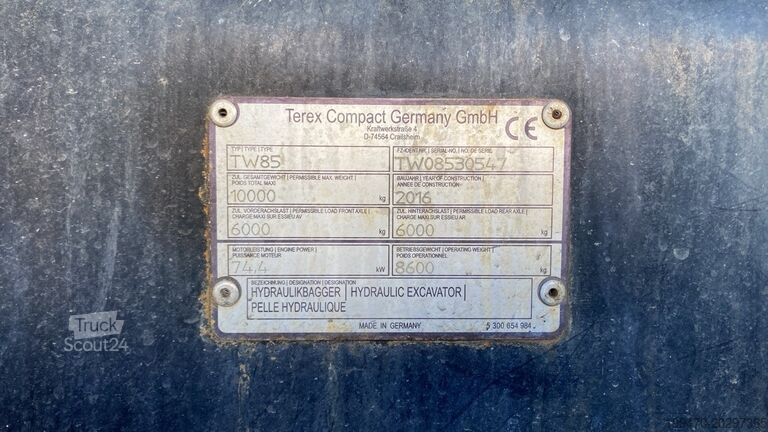 Terex Compact Germany GmbH
Kraftwerkstraße 4
D-74564 Crailsheim
CE
TYP | TYPE | TYPE
TW85
FZ-IDENT.NR. | SERIAL-NO. | NO. DE SERIE
TW08530547
ZUL. GESAMTGEWICHT | PERMISSIBLE MAX. WEIGHT |
POIDS TOTAL MAXI
10000 kg
BAUJAHR | YEAR OF CONSTRUCTION |
ANNEE DE CONSTRUCTION
2016
ZUL. VORDERACHSLAST | PERMISSIBLE LOAD FRONT AXLE |
CHARGE MAXI SUR ESSIEU AV
6000 kg
ZUL. HINTERACHSLAST | PERMISSIBLE LOAD REAR AXLE |
CHARGE MAXI SUR ESSIEU AR
6000 kg
MOTORLEISTUNG | ENGINE POWER |
PUISSANCE MOTEUR
74,4 kW
BETRIEBSGEWICHT | OPERATING WEIGHT |
POIDS OPERATIONNEL
8600 kg
BEZEICHNUNG | DESIGNATION | DESIGNATION
HYDRAULIKBAGGER | HYDRAULIC EXCAVATOR |
PELLE HYDRAULIQUE
MADE IN GERMANY
5 300 654 984
Truck
Scout24